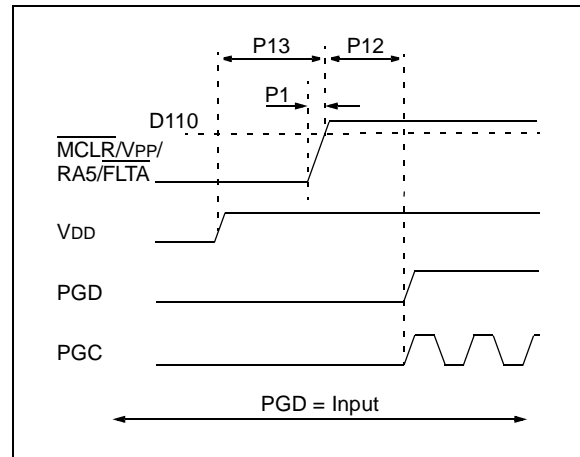 P13 P12
P1
D110
MCLR/VPP/
RA5/FLTA
VDD
PGD
PGC
PGD = Input